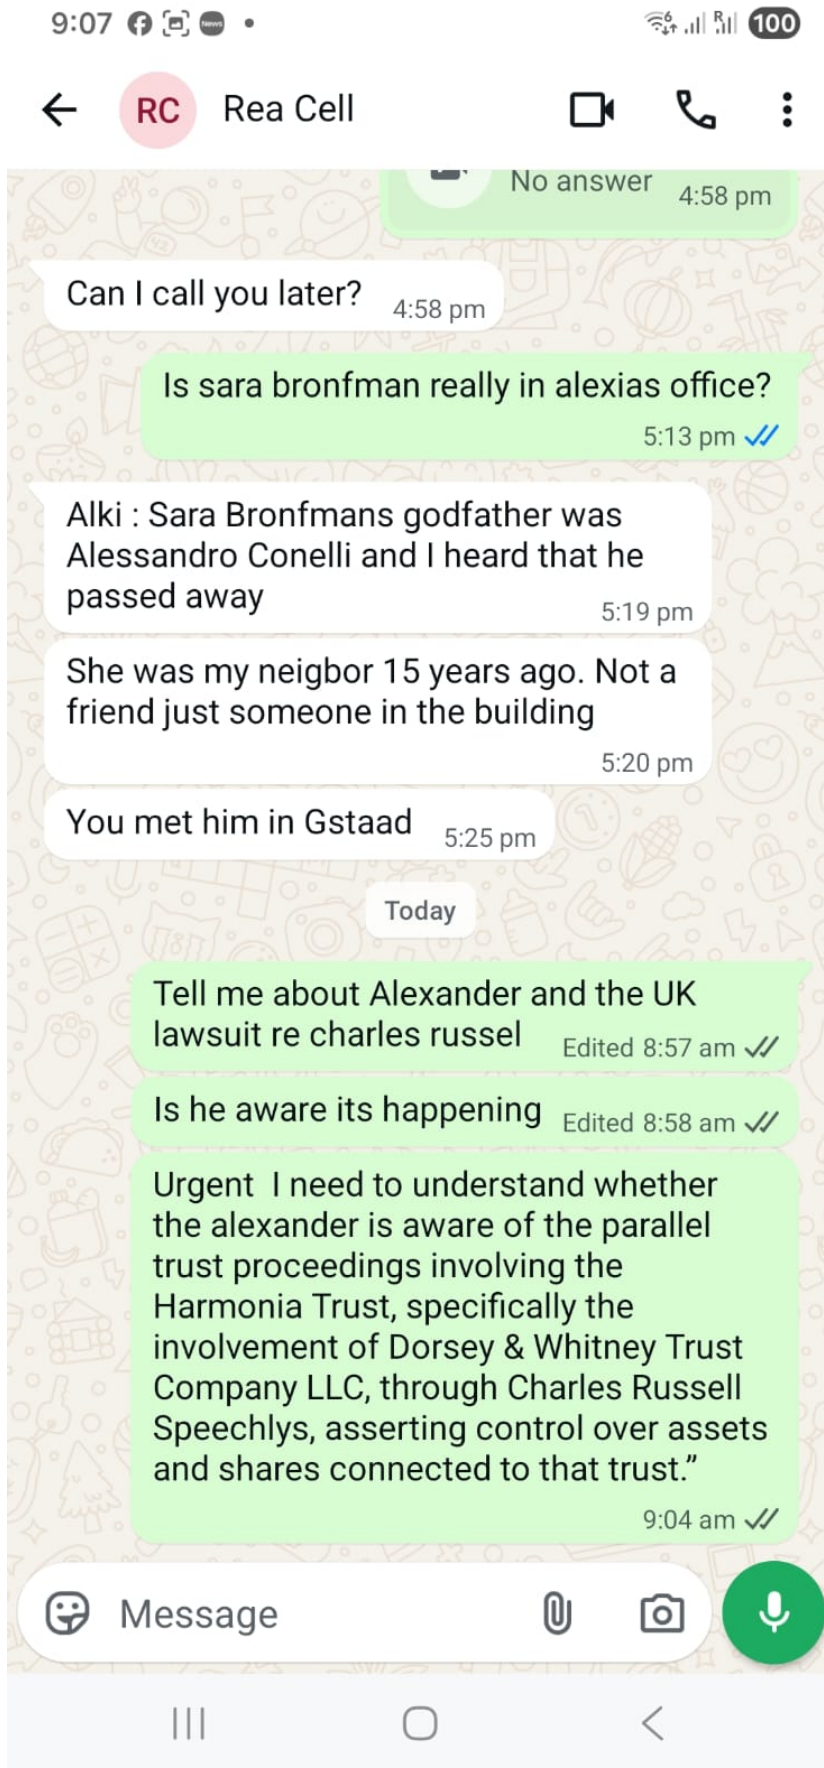 9:07
News
R
100
RC
Rea Cell
No answer
4:58 pm
Can I call you later?
4:58 pm
Is sara bronfman really in alexias office?
5:13 pm
Alki : Sara Bronfmans godfather was
Alessandro Conelli and I heard that he
passed away
5:19 pm
She was my neigbor 15 years ago. Not a
friend just someone in the building
5:20 pm
You met him in Gstaad
5:25 pm
Today
Tell me about Alexander and the UK
lawsuit re charles russel
Edited 8:57 am
Is he aware its happening
Edited 8:58 am
Urgent  I need to understand whether
the alexander is aware of the parallel
trust proceedings involving the
Harmonia Trust, specifically the
involvement of Dorsey & Whitney Trust
Company LLC, through Charles Russell
Speechlys, asserting control over assets
and shares connected to that trust.”
9:04 am
Message